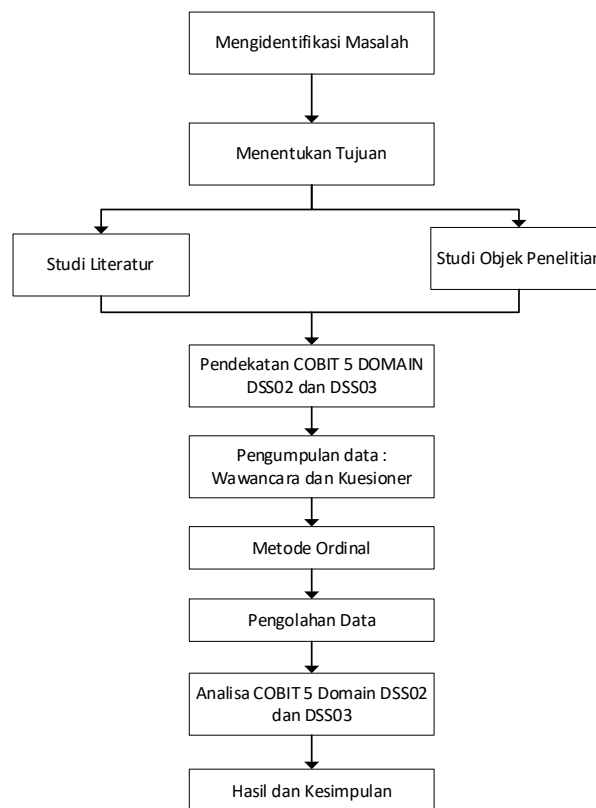 Mengidentifikasi Masalah
Menentukan Tujuan
Studi Literatur
Studi Objek Penelitian
Pendekatan COBIT 5 DOMAIN
DSS02 dan DSS03
Pengumpulan data :
Wawancara dan Kuesioner
Metode Ordinal
Pengolahan Data
Analisa COBIT 5 Domain DSS02
dan DSS03
Hasil dan Kesimpulan